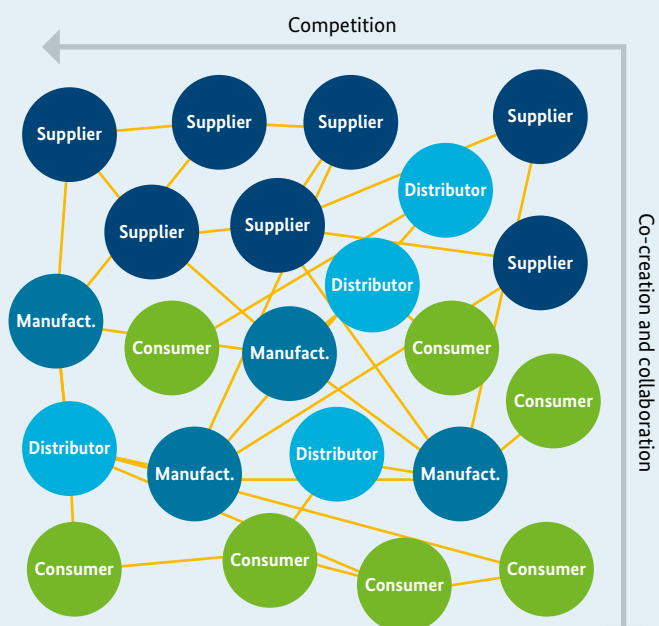 Competition
Supplier
Supplier
Supplier
Supplier
Distributor
Supplier
Supplier
Supplier
Distributor
Manufact.
Consumer
Manufact.
Consumer
Consumer
Distributor
Manufact.
Distributor
Manufact.
Consumer
Consumer
Consumer
Consumer
Co-creation and collaboration